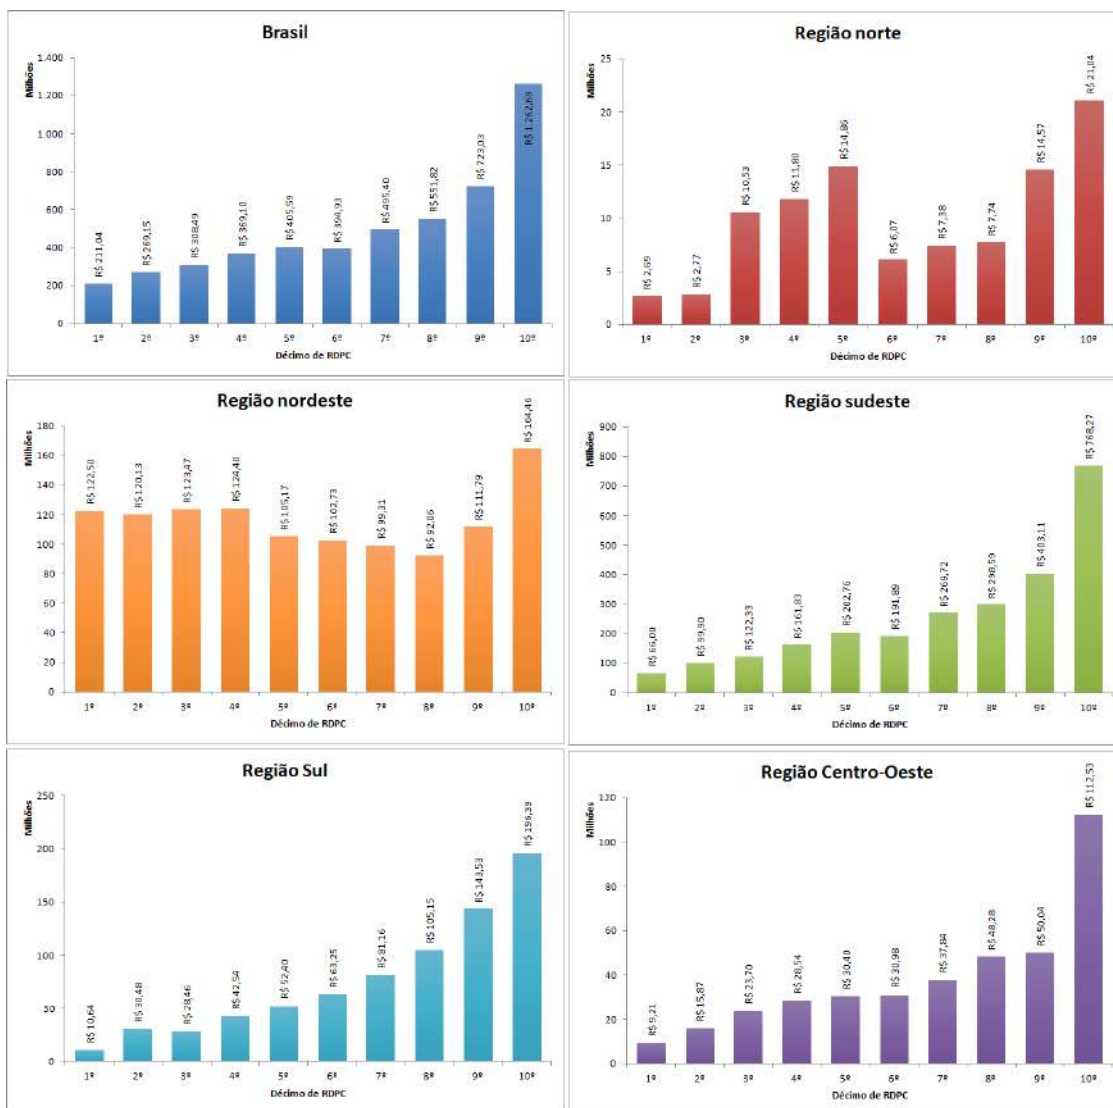 Brasil
Milhões
1.400
1.200
1.000
800
600
400
200
0
R$ 211,04
R$ 269,15
R$ 308,49
R$ 369,10
R$ 405,59
R$ 394,93
R$ 495,40
R$ 551,82
R$ 723,03
R$ 1.262,69
1º 2º 3º 4º 5º 6º 7º 8º 9º 10º
Décimo de RDPC
Região norte
Milhões
25
20
15
10
5
0
R$ 2,69
R$ 2,77
R$ 10,53
R$ 11,80
R$ 14,86
R$ 6,07
R$ 7,38
R$ 7,74
R$ 14,57
R$ 21,04
1º 2º 3º 4º 5º 6º 7º 8º 9º 10º
Décimo de RDPC
Região nordeste
Milhões
180
160
140
120
100
80
60
40
20
0
R$ 122,50
R$ 120,13
R$ 123,47
R$ 124,40
R$ 105,17
R$ 102,73
R$ 99,31
R$ 92,06
R$ 111,79
R$ 164,46
1º 2º 3º 4º 5º 6º 7º 8º 9º 10º
Décimo de RDPC
Região sudeste
Milhões
900
800
700
600
500
400
300
200
100
0
R$ 66,00
R$ 99,90
R$ 122,33
R$ 161,83
R$ 202,76
R$ 191,89
R$ 269,72
R$ 298,59
R$ 403,11
R$ 768,27
1º 2º 3º 4º 5º 6º 7º 8º 9º 10º
Décimo de RDPC
Região Sul
Milhões
250
200
150
100
50
0
R$ 10,64
R$ 30,48
R$ 28,46
R$ 42,54
R$ 52,40
R$ 63,25
R$ 81,16
R$ 105,15
R$ 143,53
R$ 196,39
1º 2º 3º 4º 5º 6º 7º 8º 9º 10º
Décimo de RDPC
Região Centro-Oeste
Milhões
120
100
80
60
40
20
0
R$ 9,21
R$ 15,87
R$ 23,70
R$ 28,54
R$ 30,40
R$ 30,98
R$ 37,84
R$ 48,28
R$ 50,04
R$ 112,53
1º 2º 3º 4º 5º 6º 7º 8º 9º 10º
Décimo de RDPC